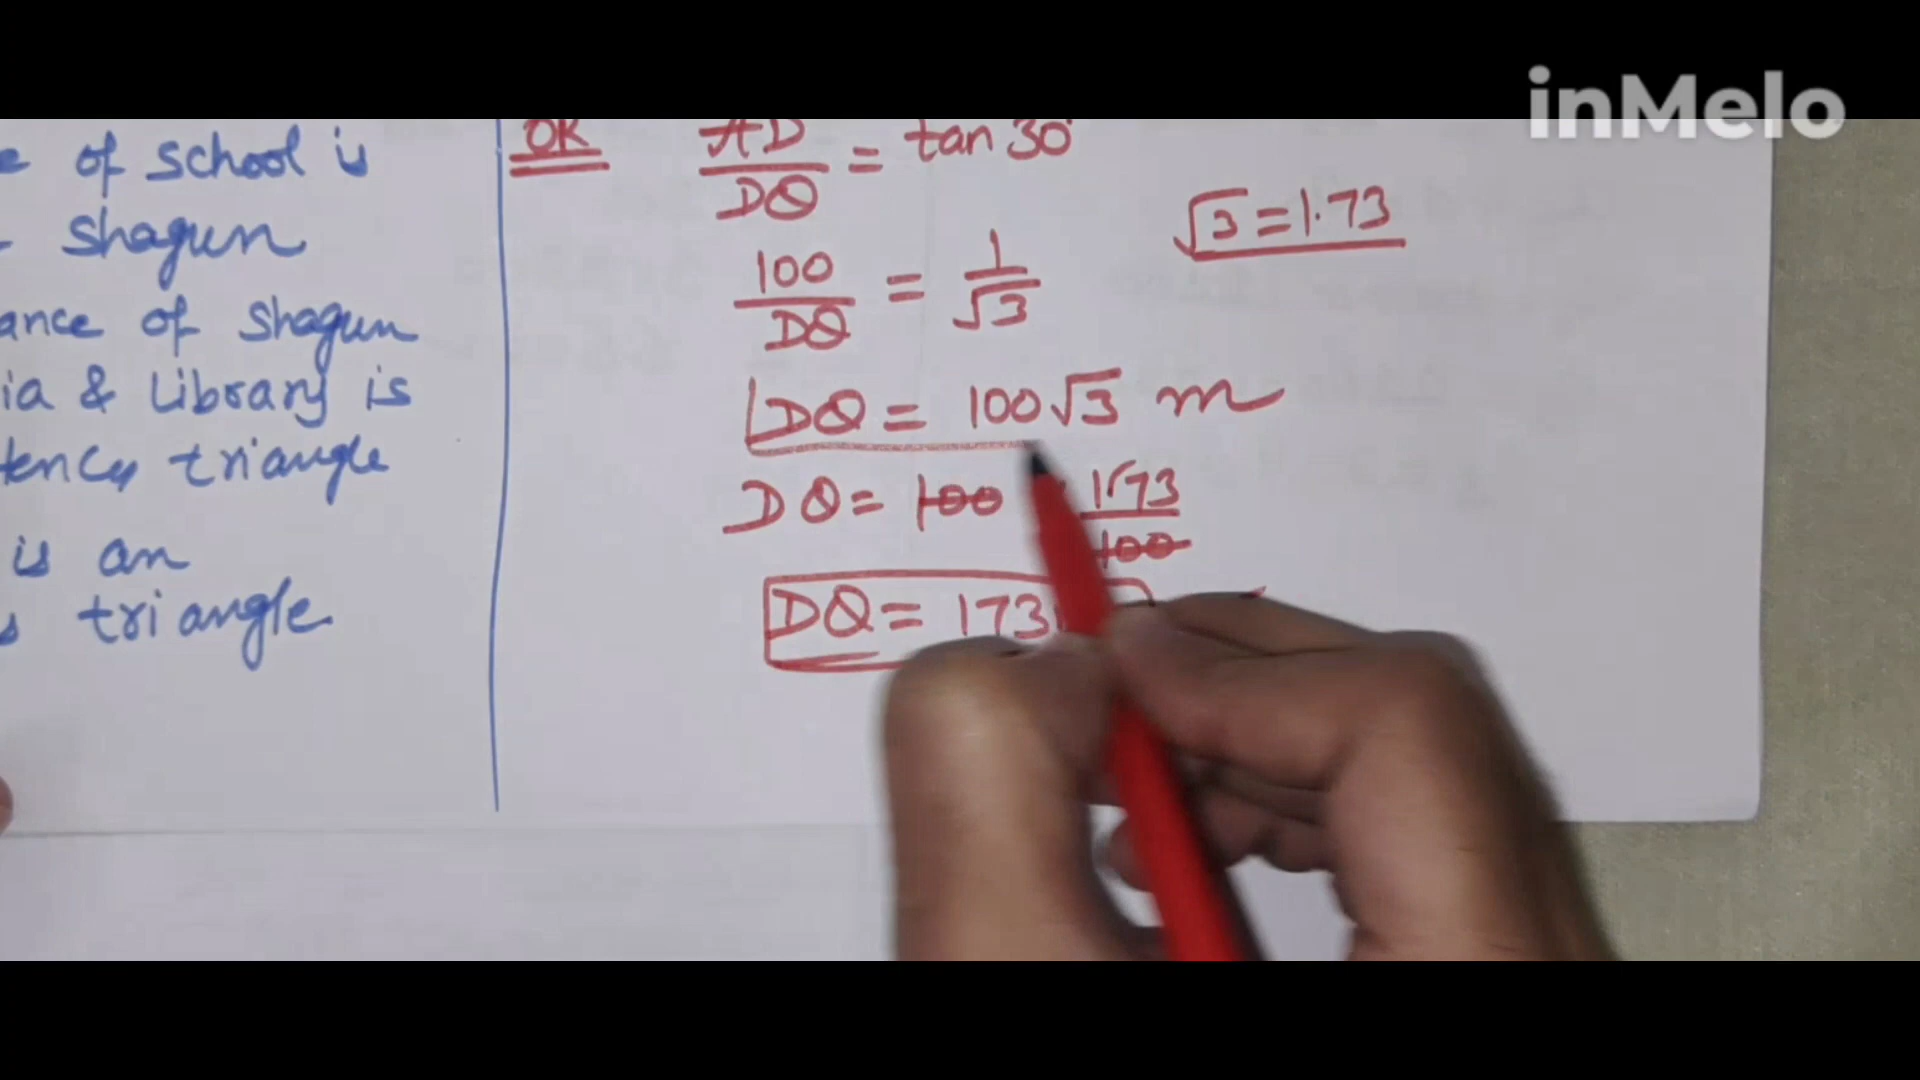 inMelo
of school is
shagun
ance of shagun
ia & Library is
tency triangle
is an
triangle
OR AD/DQ = tan 30°
√3 = 1.73
100/DQ = 1/√3
DQ = 100√3 m
DQ = 100 173/100
DQ = 173